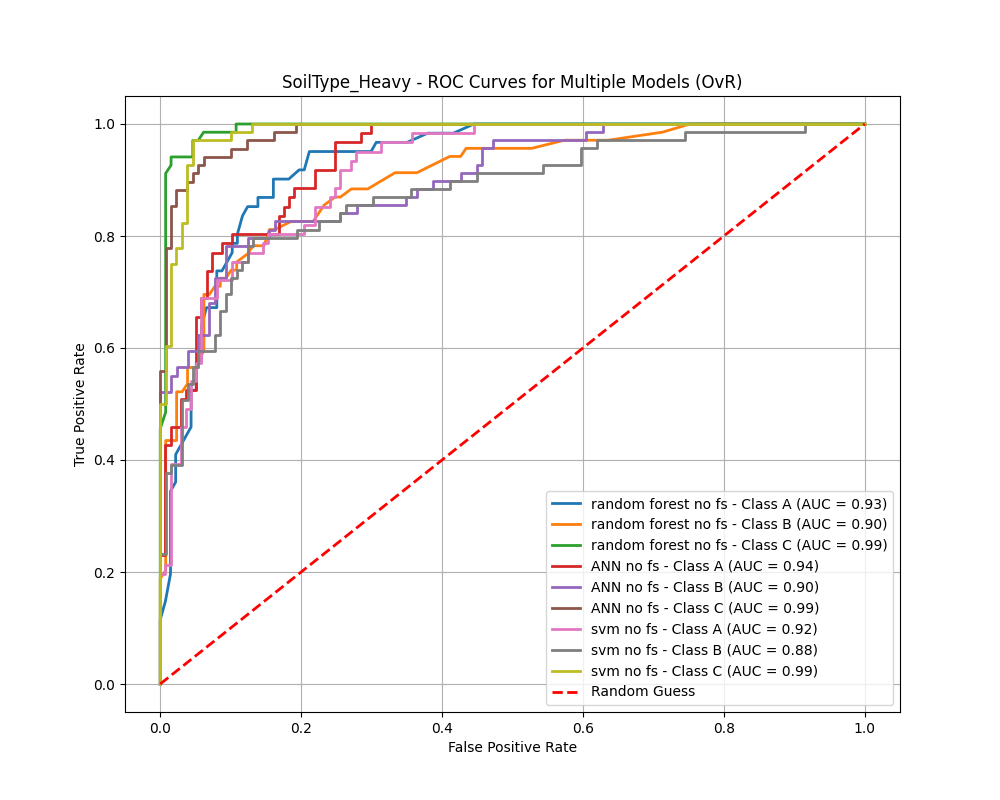 SoilType_Heavy - ROC Curves for Multiple Models (OvR)
1.0
0.8
0.6
0.4
0.2
0.0
True Positive Rate
random forest no fs - Class A (AUC = 0.93)
random forest no fs - Class B (AUC = 0.90)
random forest no fs - Class C (AUC = 0.99)
ANN no fs - Class A (AUC = 0.94)
ANN no fs - Class B (AUC = 0.90)
ANN no fs - Class C (AUC = 0.99)
svm no fs - Class A (AUC = 0.92)
svm no fs - Class B (AUC = 0.88)
svm no fs - Class C (AUC = 0.99)
Random Guess
0.0 0.2 0.4 0.6 0.8 1.0
False Positive Rate